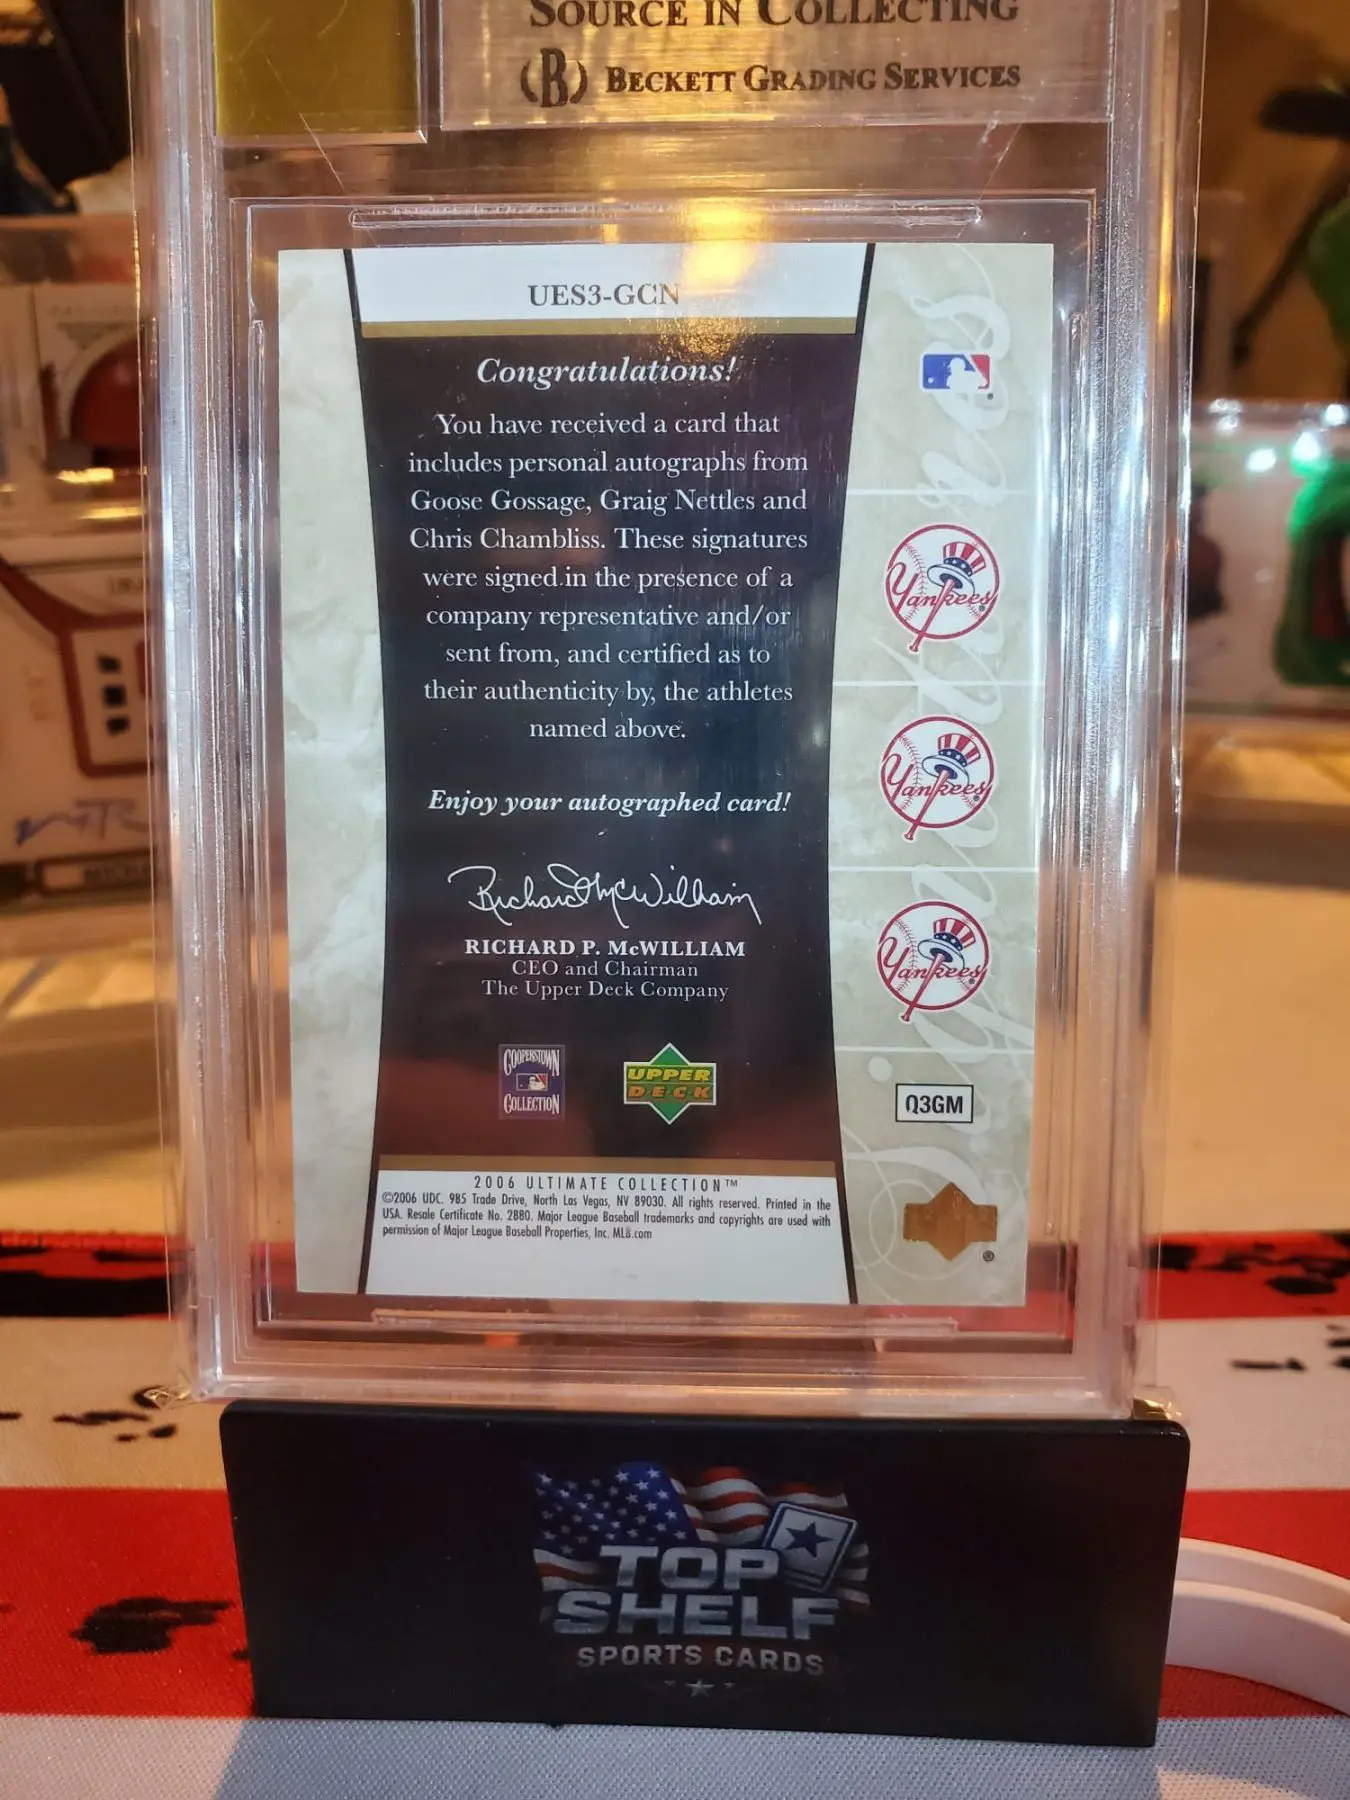 SOURCE IN COLLECTING
(B) BECKETT GRADING SERVICES
UES3-GCN
Congratulations!
You have received a card that
includes personal autographs from
Goose Gossage, Graig Nettles and
Chris Chambliss. These signatures
were signed in the presence of a
company representative and/or
sent from, and certified as to
their authenticity by, the athletes
named above.
Enjoy your autographed card!
Richard McWilliam
RICHARD P. McWILLIAM
CEO and Chairman
The Upper Deck Company
COOPERSTOWN
COLLECTION
UPPER
DECK
2006 ULTIMATE COLLECTION™
©2006 UDC. 985 Trade Drive, North Las Vegas, NV 89030. All rights reserved. Printed in the
USA. Resale Certificate No. 2880. Major League Baseball trademarks and copyrights are used with
permission of Major League Baseball Properties, Inc. MLB.com
Yankees
Yankees
Yankees
Q3GM
®
Signatures
TOP
SHELF
SPORTS CARDS